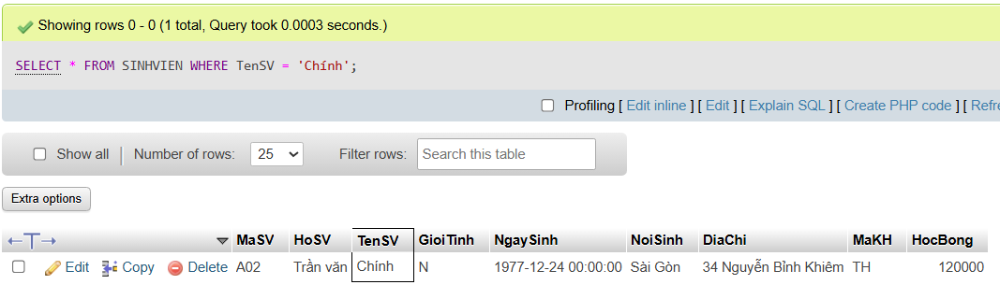 Showing rows 0 - 0 (1 total, Query took 0.0003 seconds.)
SELECT * FROM SINHVIEN WHERE TenSV = 'Chính';
Profiling [ Edit inline ] [ Edit ] [ Explain SQL ] [ Create PHP code ] [ Refre
Show all | Number of rows: 25 Filter rows: Search this table
Extra options
←T→ MaSV HoSV TenSV GioiTinh NgaySinh NoiSinh DiaChi MaKH HocBong
Edit Copy Delete A02 Trần văn Chính N 1977-12-24 00:00:00 Sài Gòn 34 Nguyễn Bỉnh Khiêm TH 120000